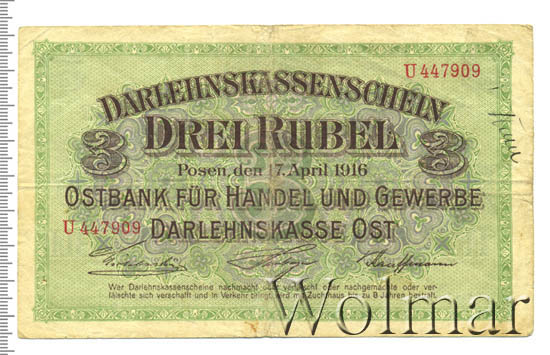 U 447909
DARLEHNSKASSENSCHEIN
3 DREI RUBEL 3
Posen, den 17. April 1916
OSTBANK FÜR HANDEL UND GEWERBE
U 447909 DARLEHNSKASSE OST
Kauffmann
Wer Darlehnskassenscheine nachmacht oder verfälscht oder nachgemachte oder ver-
fälschte sich verschafft und in Verkehr bringt, wird mit Zuchthaus bis zu 8 Jahren bestraft.
Wolmar